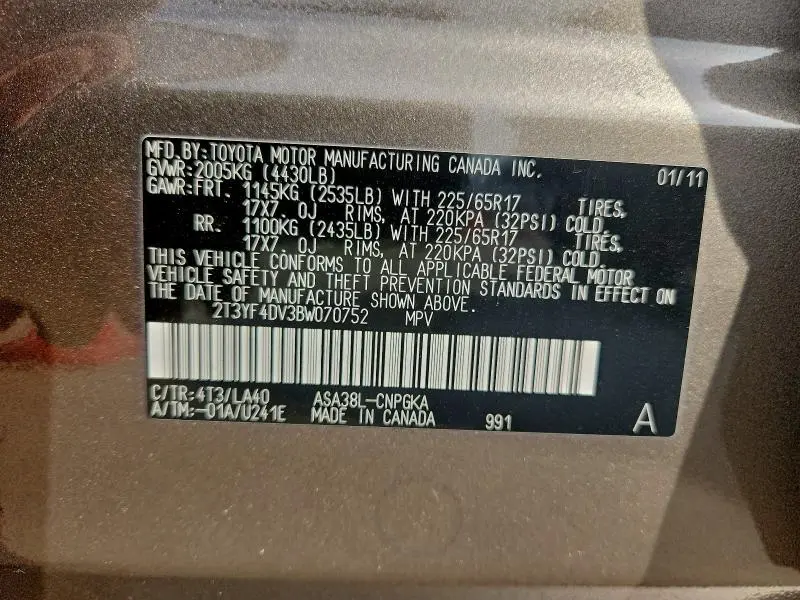 MFD. BY: TOYOTA MOTOR MANUFACTURING CANADA INC. 01/11
GVWR: 2005KG (4430LB)
GAWR: FRT. 1145KG (2535LB) WITH 225/65R17 TIRES,
17X7. 0J RIMS, AT 220KPA (32PSI) COLD.
RR. 1100KG (2435LB) WITH 225/65R17 TIRES,
17X7. 0J RIMS, AT 220KPA (32PSI) COLD.
THIS VEHICLE CONFORMS TO ALL APPLICABLE FEDERAL MOTOR
VEHICLE SAFETY AND THEFT PREVENTION STANDARDS IN EFFECT ON
THE DATE OF MANUFACTURE SHOWN ABOVE.
2T3YF4DV3BW070752 MPV
C/TR: 4T3/LA40 ASA38L-CNPGKA
A/TM: -01A/U241E MADE IN CANADA 991 A